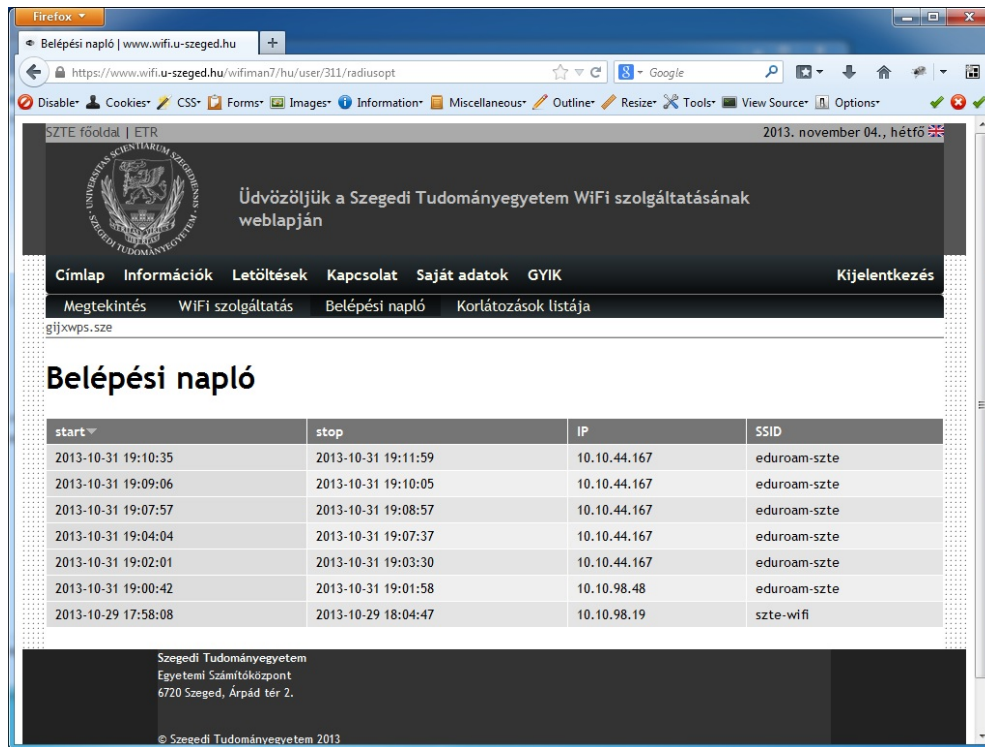 Firefox
Belépési napló | www.wifi.u-szeged.hu
https://www.wifi.u-szeged.hu/wifiman7/hu/user/311/radiusopt
Google
Disable Cookies CSS Forms Images Information Miscellaneous Outline Resize Tools View Source Options
SZTE főoldal | ETR
2013. november 04., hétfő
UNIVERSITAS SCIENTIARUM SZEGEDIENSIS
SZEGEDI TUDOMÁNYEGYETEM
Üdvözöljük a Szegedi Tudományegyetem WiFi szolgáltatásának
weblapján
Címlap Információk Letöltések Kapcsolat Saját adatok GYIK Kijelentkezés
Megtekintés WiFi szolgáltatás Belépési napló Korlátozások listája
gijxwps.sze
Belépési napló
start stop IP SSID
2013-10-31 19:10:35 2013-10-31 19:11:59 10.10.44.167 eduroam-szte
2013-10-31 19:09:06 2013-10-31 19:10:05 10.10.44.167 eduroam-szte
2013-10-31 19:07:57 2013-10-31 19:08:57 10.10.44.167 eduroam-szte
2013-10-31 19:04:04 2013-10-31 19:07:37 10.10.44.167 eduroam-szte
2013-10-31 19:02:01 2013-10-31 19:03:30 10.10.44.167 eduroam-szte
2013-10-31 19:00:42 2013-10-31 19:01:58 10.10.98.48 eduroam-szte
2013-10-29 17:58:08 2013-10-29 18:04:47 10.10.98.19 szte-wifi
Szegedi Tudományegyetem
Egyetemi Számítóközpont
6720 Szeged, Árpád tér 2.
© Szegedi Tudományegyetem 2013